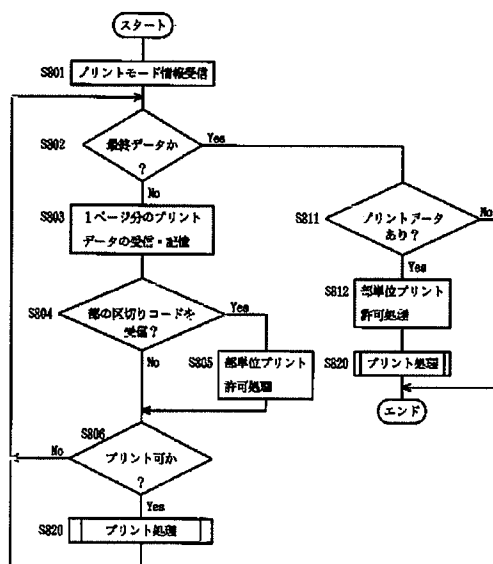 スタート
S801
プリントモード情報受信
S802
最終データか
?
Yes
No
S803
1ページ分のプリント
データの受信・記憶
S804
部の区切りコードを
受信?
Yes
No
S805
部単位プリント
許可処理
S806
プリント可か
?
No
Yes
S820
プリント処理
S811
プリントデータ
あり?
No
Yes
S812
部単位プリント
許可処理
S820
プリント処理
エンド